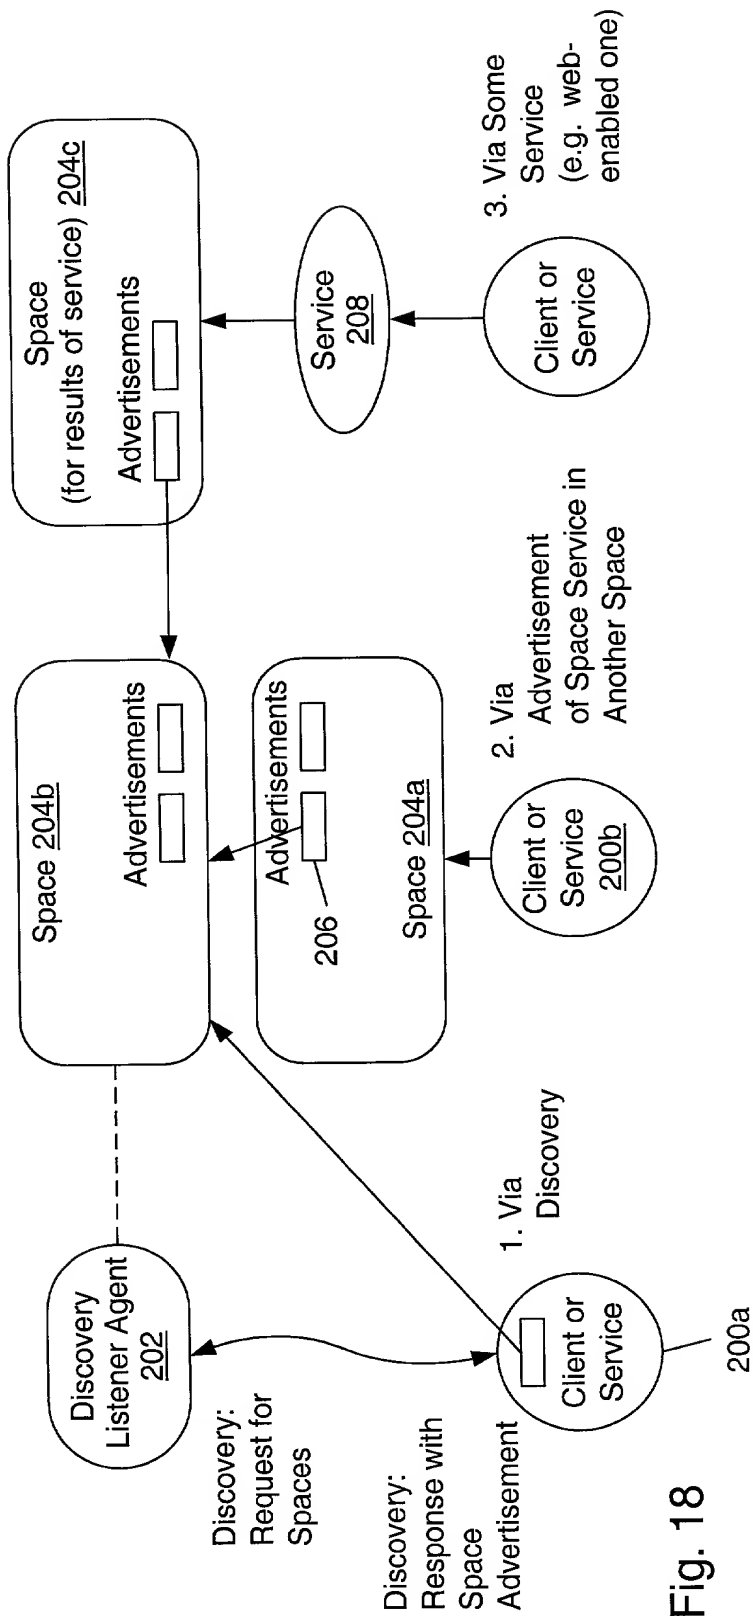 Discovery
Listener Agent
202
Discovery:
Request for
Spaces
Discovery:
Response with
Space
Advertisement
Client or
Service
200a
1. Via
Discovery
Space 204b
Advertisements
Advertisements
206
Space 204a
Client or
Service
200b
2. Via
Advertisement
of Space Service in
Another Space
Space
(for results of service) 204c
Advertisements
Service
208
Client or
Service
3. Via Some
Service
(e.g. web-
enabled one)
Fig. 18